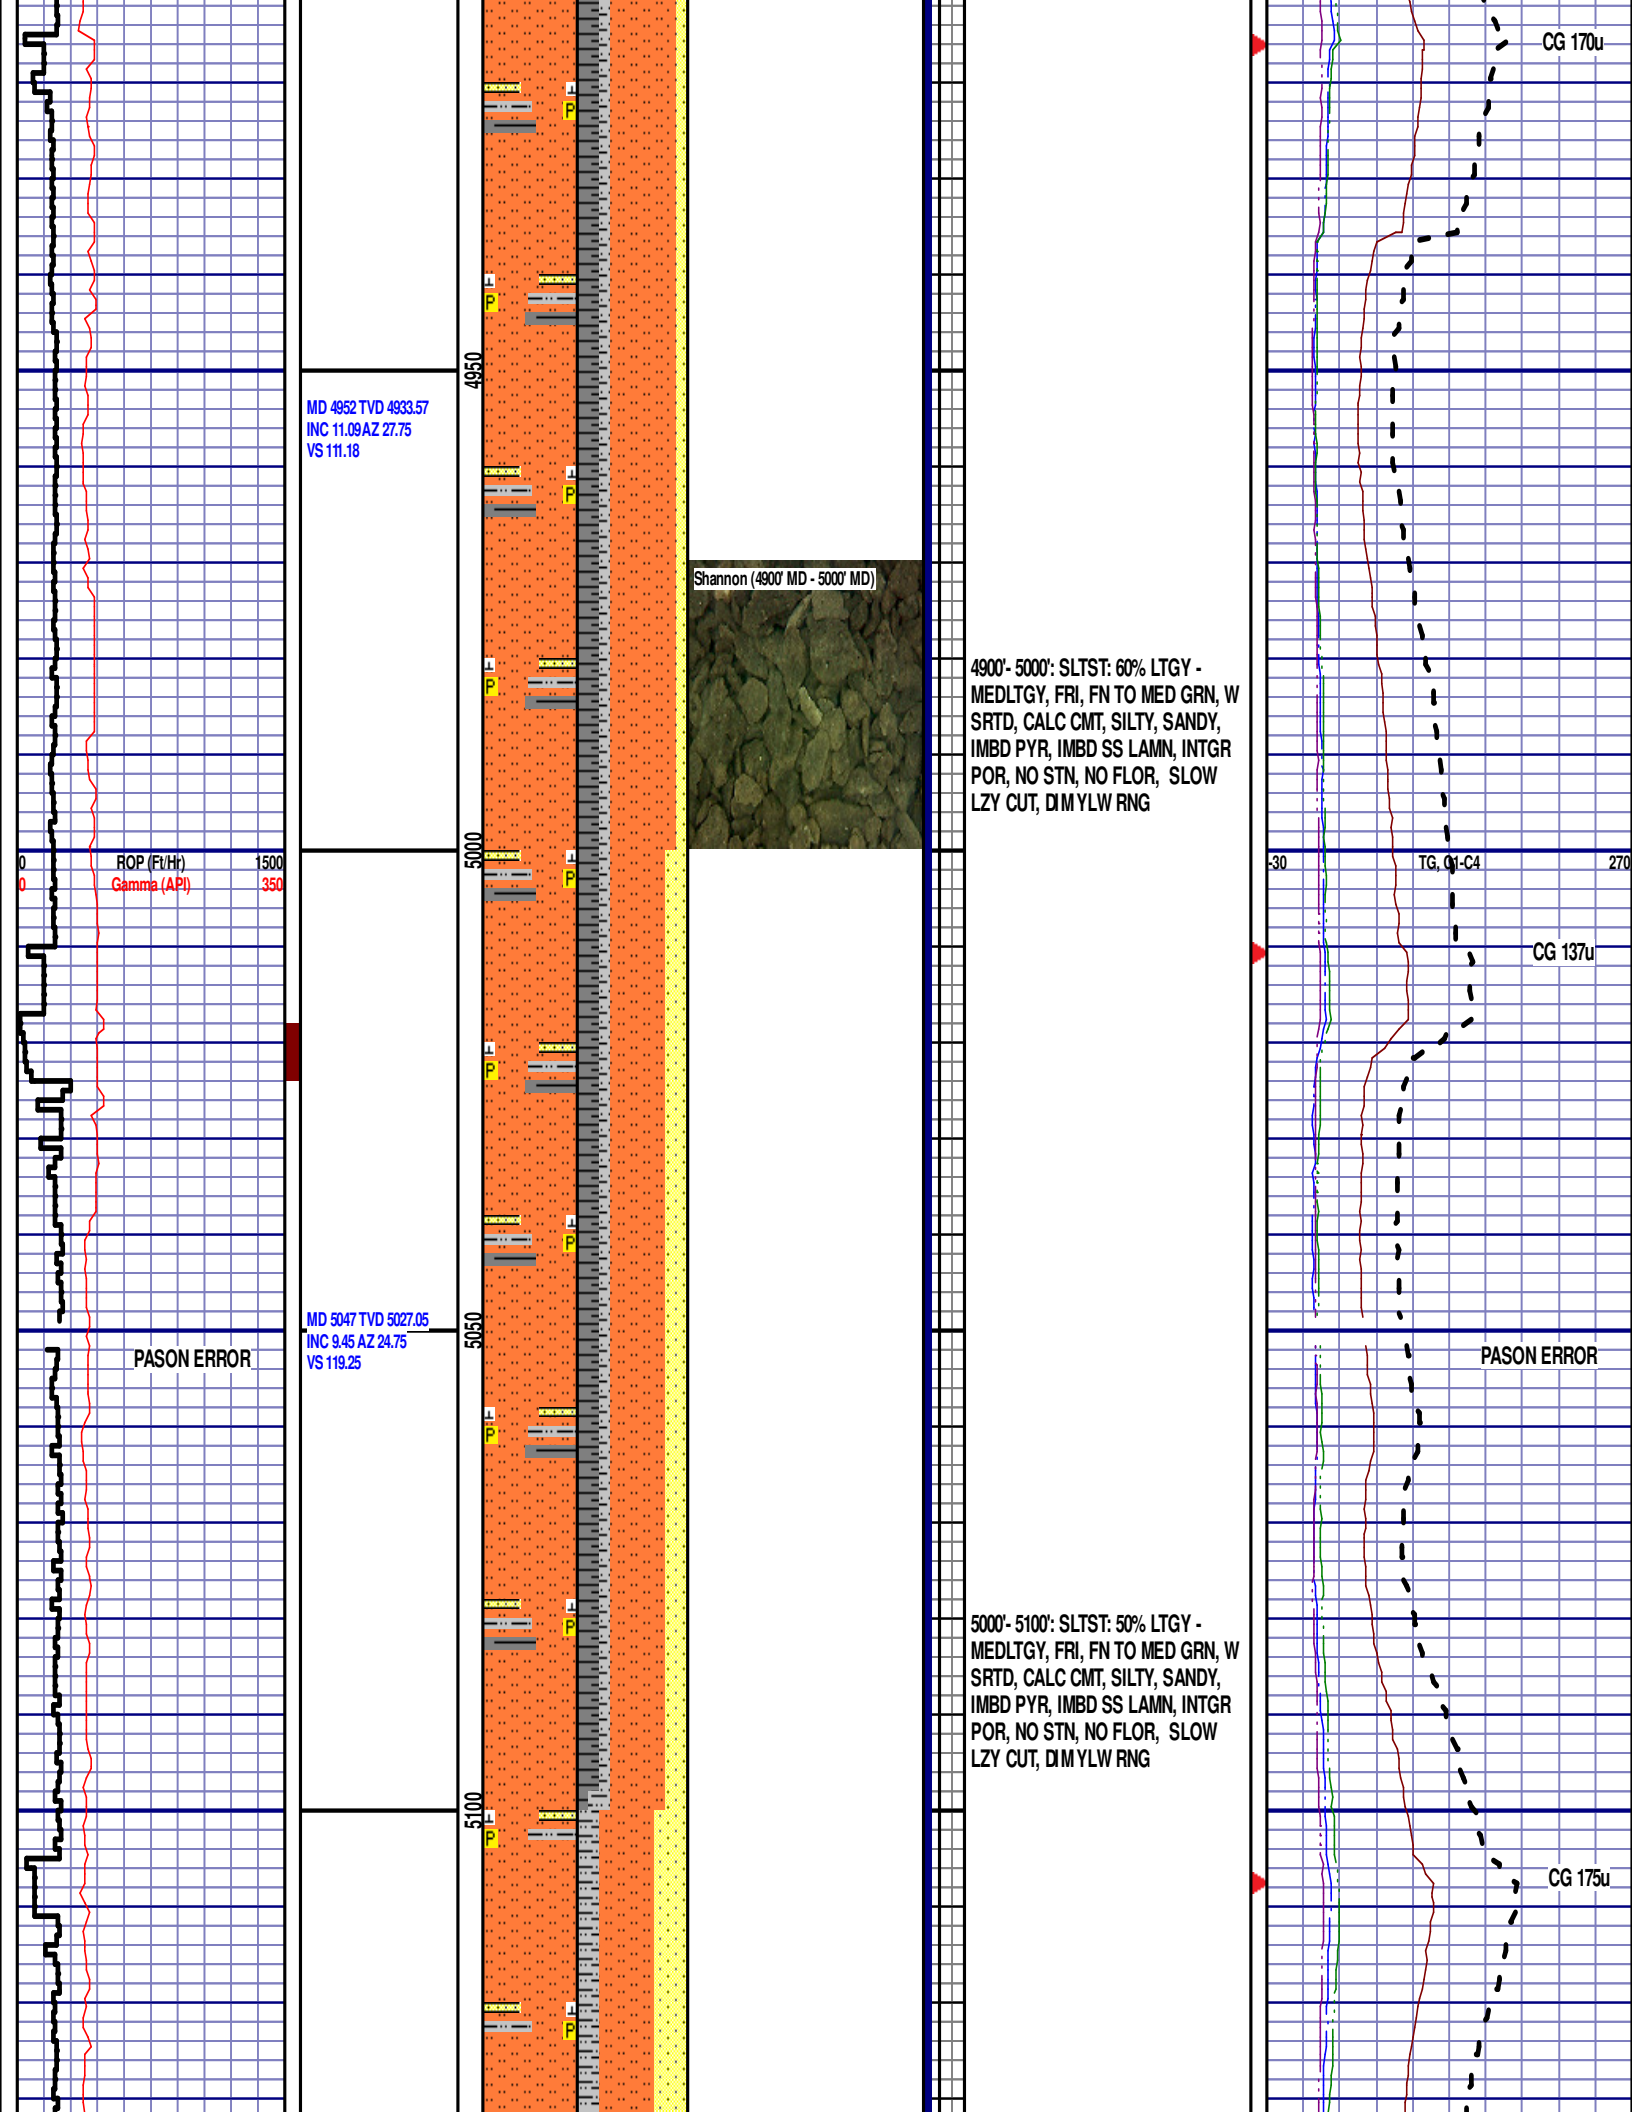 CG 170u
4950
MD 4952 TVD 4933.57
INC 11.09 AZ 27.75
VS 111.18
Shannon (4900' MD - 5000' MD)
4900'- 5000': SLTST: 60% LTGY -
MEDLTGY, FRI, FN TO MED GRN, W
SRTD, CALC CMT, SILTY, SANDY,
IMBD PYR, IMBD SS LAMN, INTGR
POR, NO STN, NO FLOR, SLOW
LZY CUT, DIM YLW RNG
5000
0 ROP (Ft/Hr) 1500
0 Gamma (API) 350
-30 TG, C1-C4 270
CG 137u
MD 5047 TVD 5027.05
INC 9.45 AZ 24.75
VS 119.25
5050
PASON ERROR
PASON ERROR
5000'- 5100': SLTST: 50% LTGY -
MEDLTGY, FRI, FN TO MED GRN, W
SRTD, CALC CMT, SILTY, SANDY,
IMBD PYR, IMBD SS LAMN, INTGR
POR, NO STN, NO FLOR, SLOW
LZY CUT, DIM YLW RNG
5100
CG 175u
P
P
P
P
P
P
P
P
P
P
P